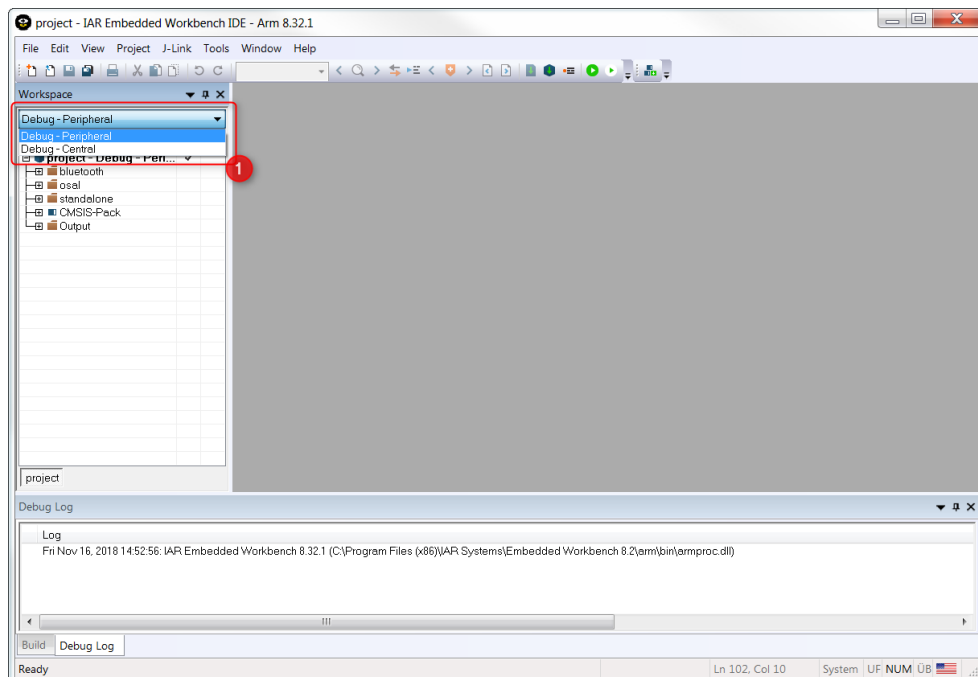 project - IAR Embedded Workbench IDE - Arm 8.32.1
File Edit View Project J-Link Tools Window Help
Workspace
Debug - Peripheral
Debug - Peripheral
Debug - Central
project - Debug - Peri...
1
bluetooth
osal
standalone
CMSIS-Pack
Output
project
Debug Log
Log
Fri Nov 16, 2018 14:52:56: IAR Embedded Workbench 8.32.1 (C:\Program Files (x86)\IAR Systems\Embedded Workbench 8.2\arm\bin\armproc.dll)
Build Debug Log
Ready Ln 102, Col 10 System UF NUM ÜB